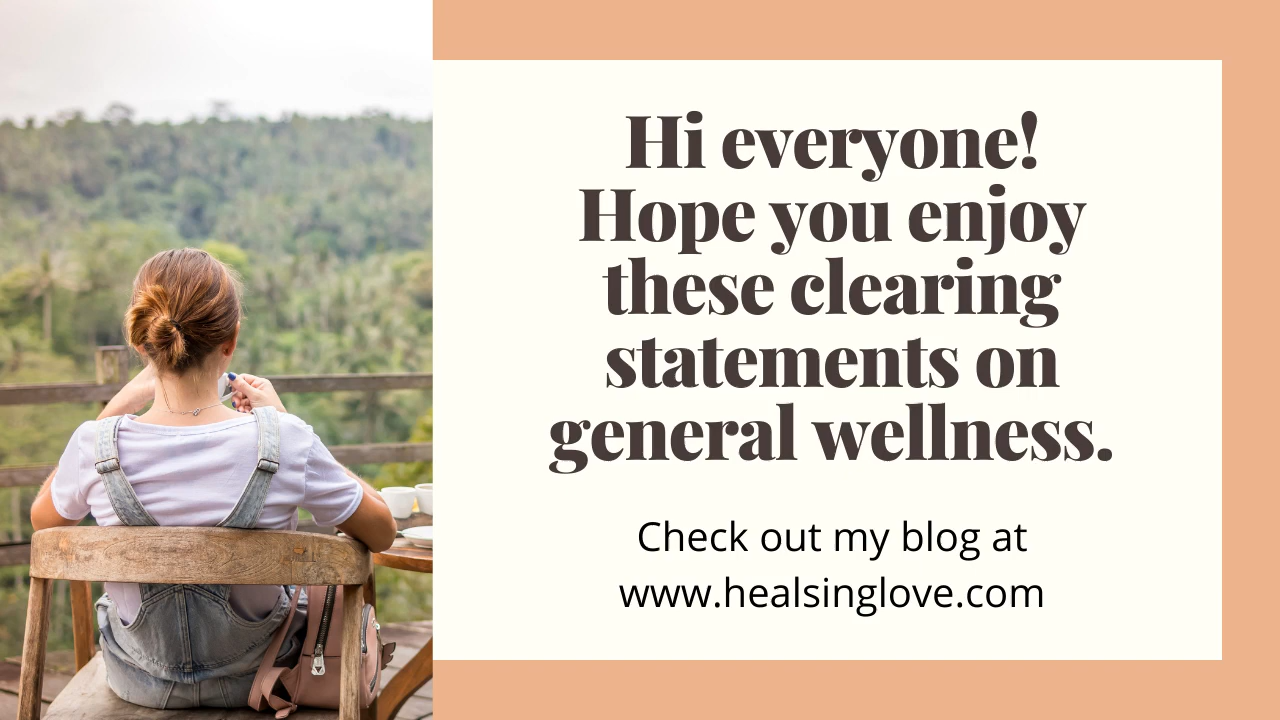 Hi everyone!
Hope you enjoy
these clearing
statements on
general wellness.
Check out my blog at
www.healsinglove.com